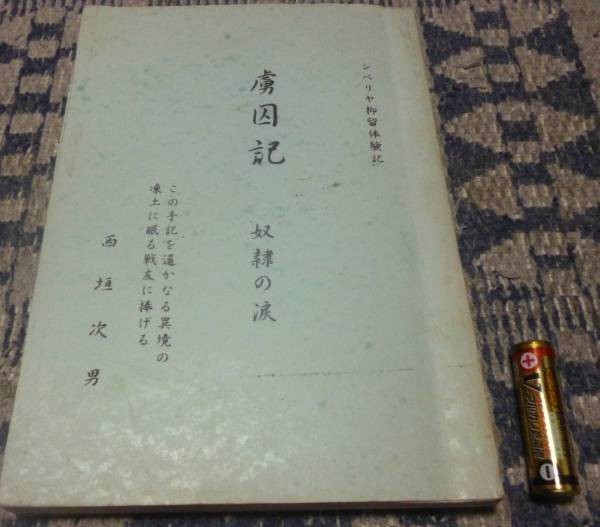 シベリヤ抑留体験記
虜囚記 奴隷の涙
この手記を遥かなる異境の
凍土に眠る戦友に捧げる
西垣次男